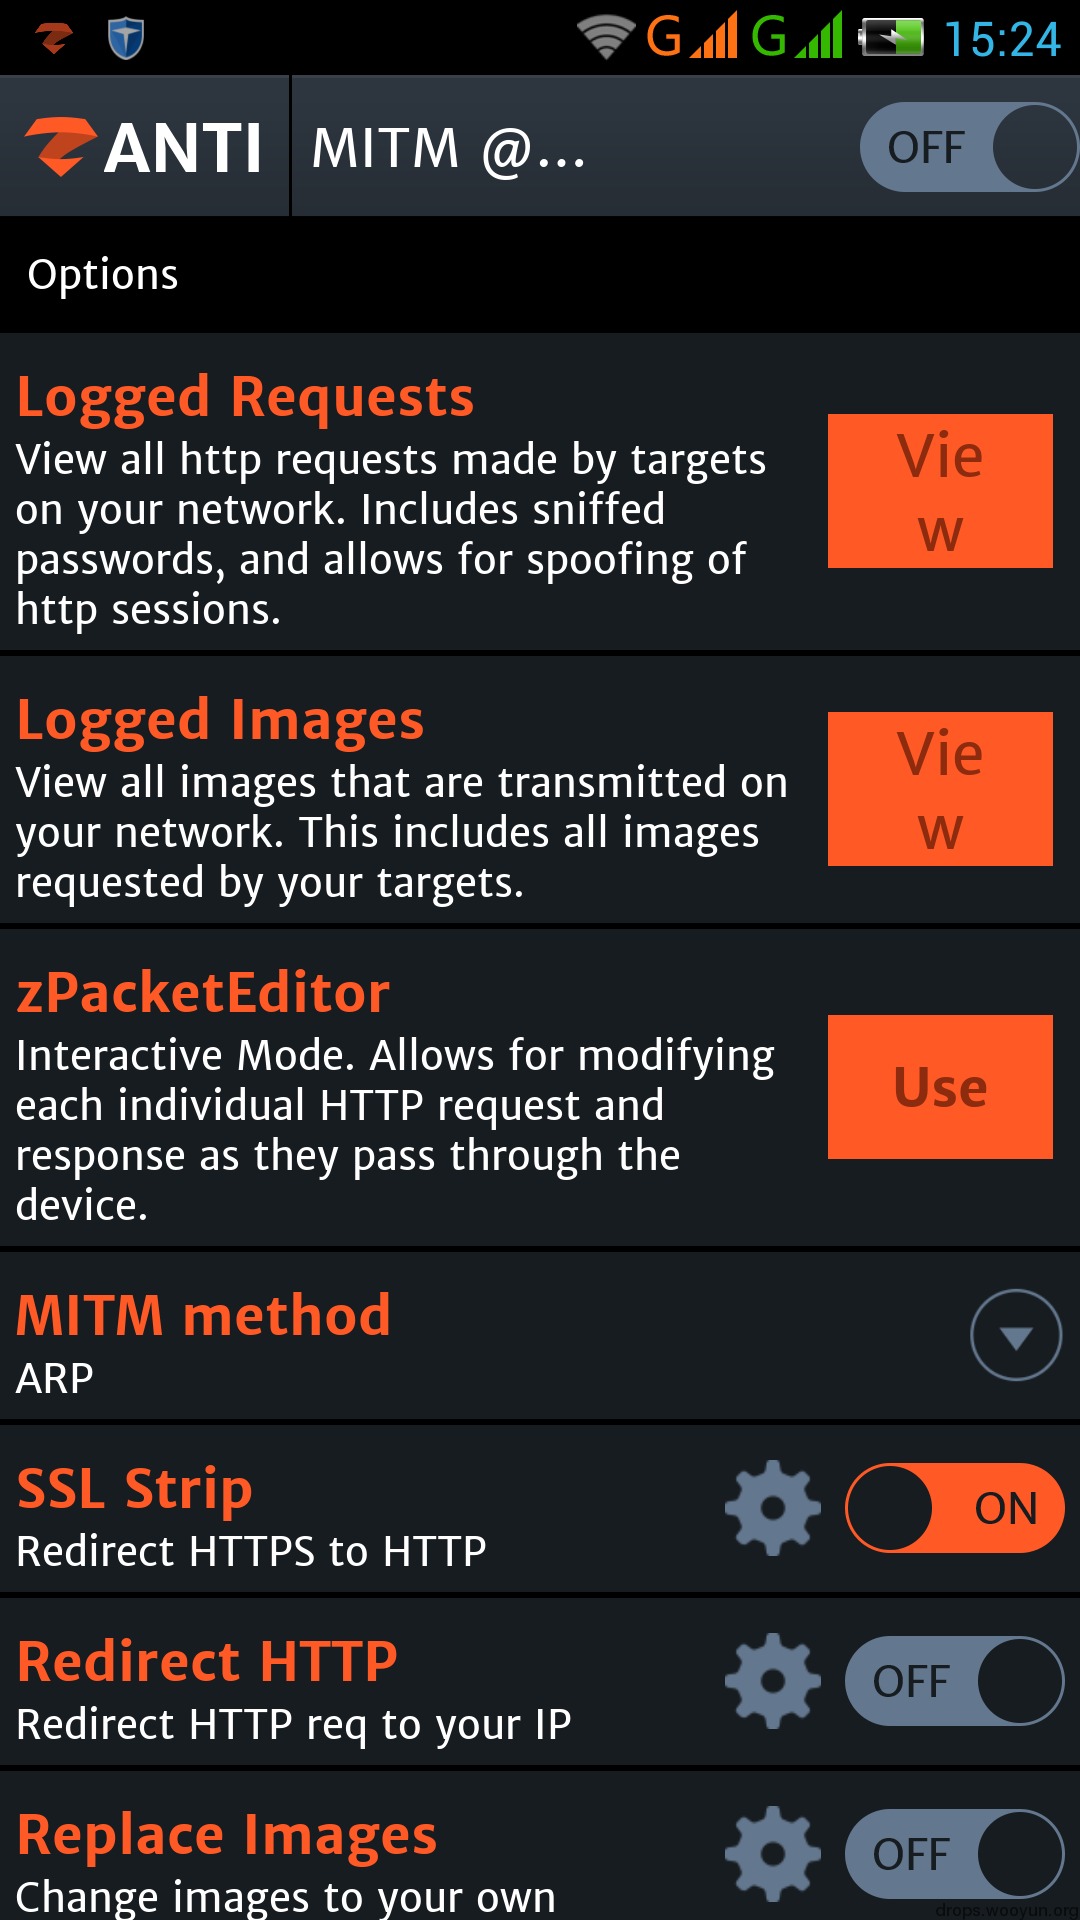 G G 15:24
ANTI MITM @... OFF
Options
Logged Requests
View all http requests made by targets
on your network. Includes sniffed
passwords, and allows for spoofing of
http sessions.
Vie
w
Logged Images
View all images that are transmitted on
your network. This includes all images
requested by your targets.
Vie
w
zPacketEditor
Interactive Mode. Allows for modifying
each individual HTTP request and
response as they pass through the
device.
Use
MITM method
ARP
SSL Strip
Redirect HTTPS to HTTP
ON
Redirect HTTP
Redirect HTTP req to your IP
OFF
Replace Images
Change images to your own
OFF
drops.wooyun.org